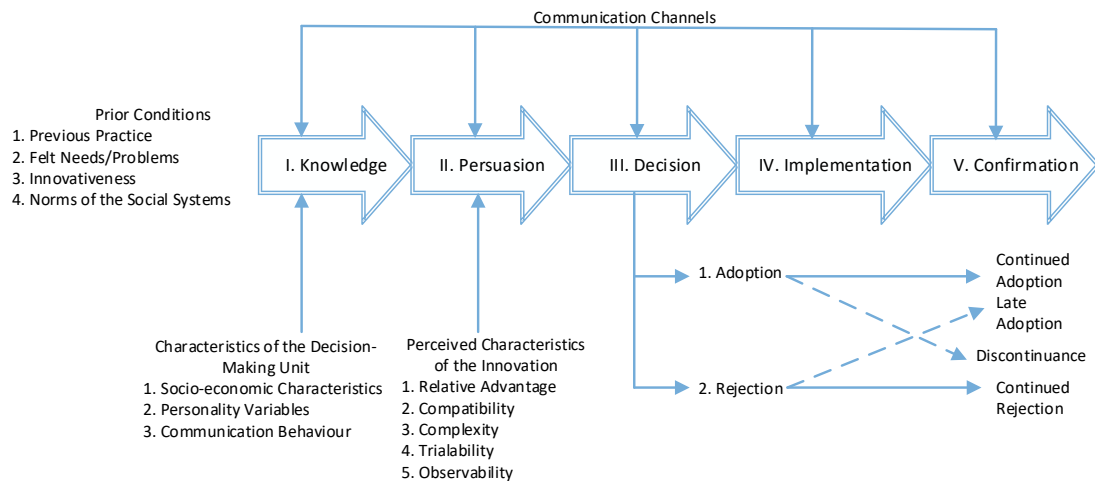 Communication Channels
Prior Conditions
1. Previous Practice
2. Felt Needs/Problems
3. Innovativeness
4. Norms of the Social Systems
I. Knowledge
II. Persuasion
III. Decision
IV. Implementation
V. Confirmation
1. Adoption
Continued
Adoption
Late
Adoption
Discontinuance
2. Rejection
Continued
Rejection
Characteristics of the Decision-
Making Unit
1. Socio-economic Characteristics
2. Personality Variables
3. Communication Behaviour
Perceived Characteristics
of the Innovation
1. Relative Advantage
2. Compatibility
3. Complexity
4. Trialability
5. Observability